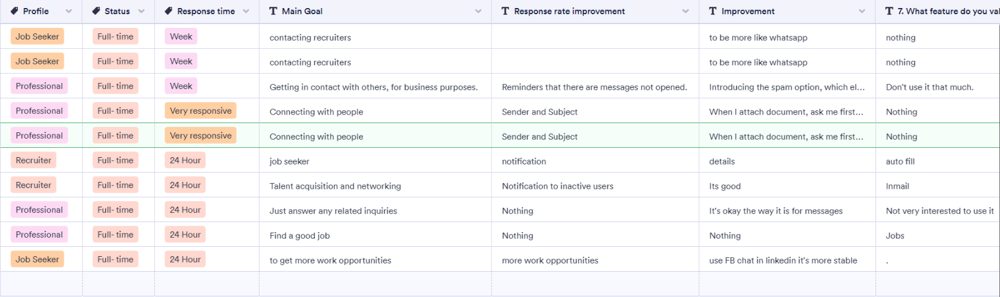 Profile Status Response time Main Goal Response rate improvement Improvement 7. What feature do you val
Job Seeker Full- time Week contacting recruiters to be more like whatsapp nothing
Job Seeker Full- time Week contacting recruiters to be more like whatsapp nothing
Professional Full- time Week Getting in contact with others, for business purposes. Reminders that there are messages not opened. Introducing the spam option, which el... Don't use it that much.
Professional Full- time Very responsive Connecting with people Sender and Subject When I attach document, ask me first... Nothing
Professional Full- time Very responsive Connecting with people Sender and Subject When I attach document, ask me first... Nothing
Recruiter Full- time 24 Hour job seeker notification details auto fill
Recruiter Full- time 24 Hour Talent acquisition and networking Notification to inactive users Its good Inmail
Professional Full- time 24 Hour Just answer any related inquiries Nothing It's okay the way it is for messages Not very interested to use it
Professional Full- time 24 Hour Find a good job Nothing Nothing Jobs
Job Seeker Full- time 24 Hour to get more work opportunities more work opportunities use FB chat in linkedin it's more stable .